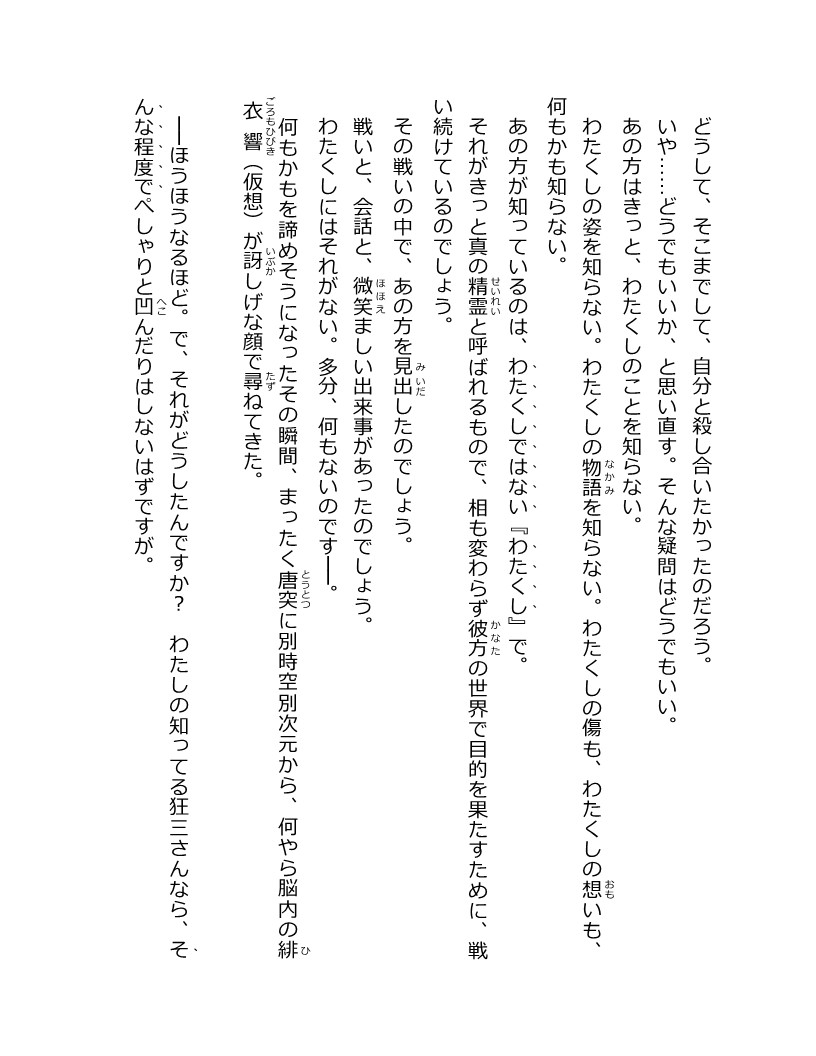 どうして、そこまでして、自分と殺し合いたかったのだろう。
いや……どうでもいいか、と思い直す。そんな疑問はどうでもいい。
あの方はきっと、わたくしのことを知らない。
わたくしの姿を知らない。わたくしの物語を知らない。わたくしの傷も、わたくしの想いも、
何もかも知らない。
あの方が知っているのは、わたくしではない『わたくし』で。
それがきっと真の精霊と呼ばれるもので、相も変わらず彼方の世界で目的を果たすために、戦
い続けているのでしょう。
その戦いの中で、あの方を見出したのでしょう。
戦いと、会話と、微笑ましい出来事があったのでしょう。
わたくしにはそれがない。多分、何もないのです――。
何もかもを諦めそうになったその瞬間、まったく唐突に別時空別次元から、何やら脳内の緋
衣響（仮想）が訝しげな顔で尋ねてきた。
――ほうほうなるほど。で、それがどうしたんですか？　わたしの知ってる狂三さんなら、そ
んな程度でぺしゃりと凹んだりはしないはずですが。